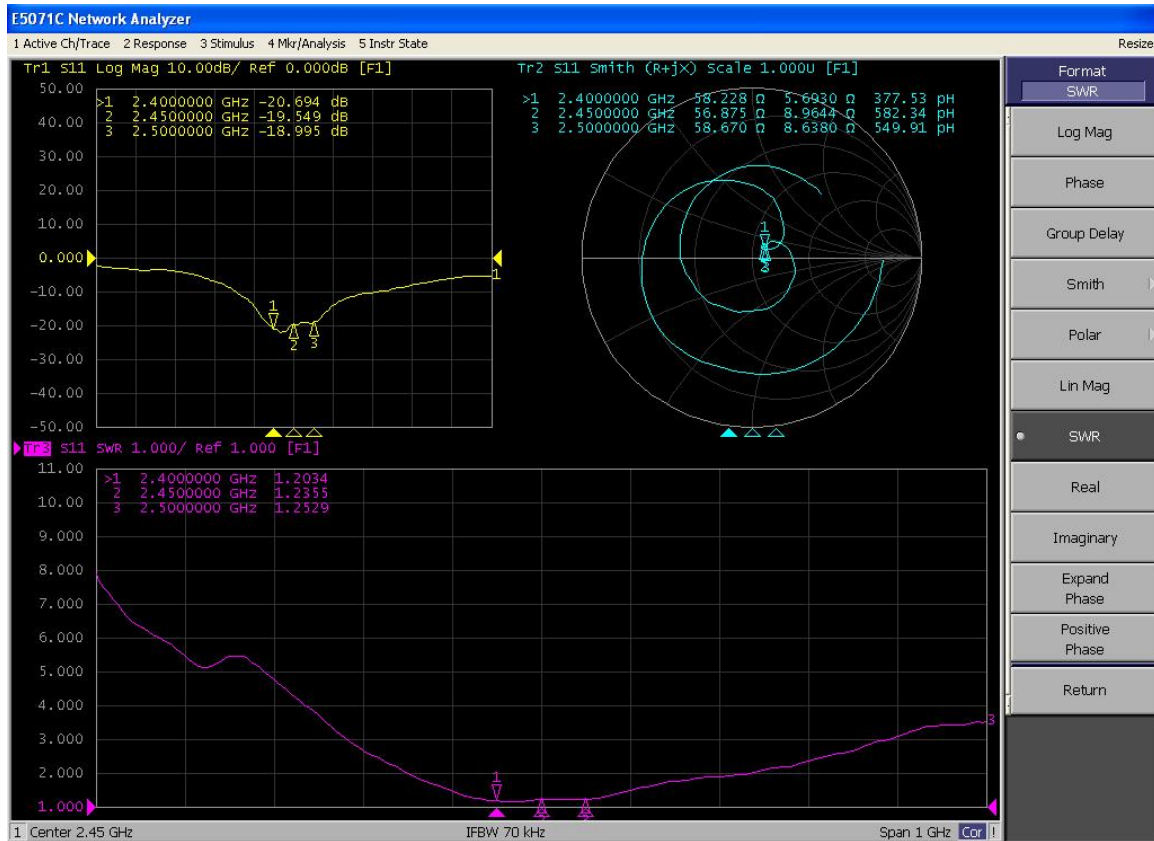 E5071C Network Analyzer
1 Active Ch/Trace 2 Response 3 Stimulus 4 Mkr/Analysis 5 Instr State
Resize
Tr1 S11 Log Mag 10.00dB/ Ref 0.000dB [F1]
50.00
40.00
30.00
20.00
10.00
0.000
-10.00
-20.00
-30.00
-40.00
-50.00
>1 2.4000000 GHz -20.694 dB
2 2.4500000 GHz -19.549 dB
3 2.5000000 GHz -18.995 dB
1
1
2
3
Tr2 S11 Smith (R+jX) Scale 1.000U [F1]
>1 2.4000000 GHz 58.228 Ω 5.6930 Ω 377.53 pH
2 2.4500000 GHz 56.875 Ω 8.9644 Ω 582.34 pH
3 2.5000000 GHz 58.670 Ω 8.6380 Ω 549.91 pH
1
Tr3 S11 SWR 1.000/ Ref 1.000 [F1]
11.00
10.00
9.000
8.000
7.000
6.000
5.000
4.000
3.000
2.000
1.000
>1 2.4000000 GHz 1.2034
2 2.4500000 GHz 1.2355
3 2.5000000 GHz 1.2529
1
3
1 Center 2.45 GHz
IFBW 70 kHz
Span 1 GHz Cor !
Format
SWR
Log Mag
Phase
Group Delay
Smith
Polar
Lin Mag
SWR
Real
Imaginary
Expand
Phase
Positive
Phase
Return